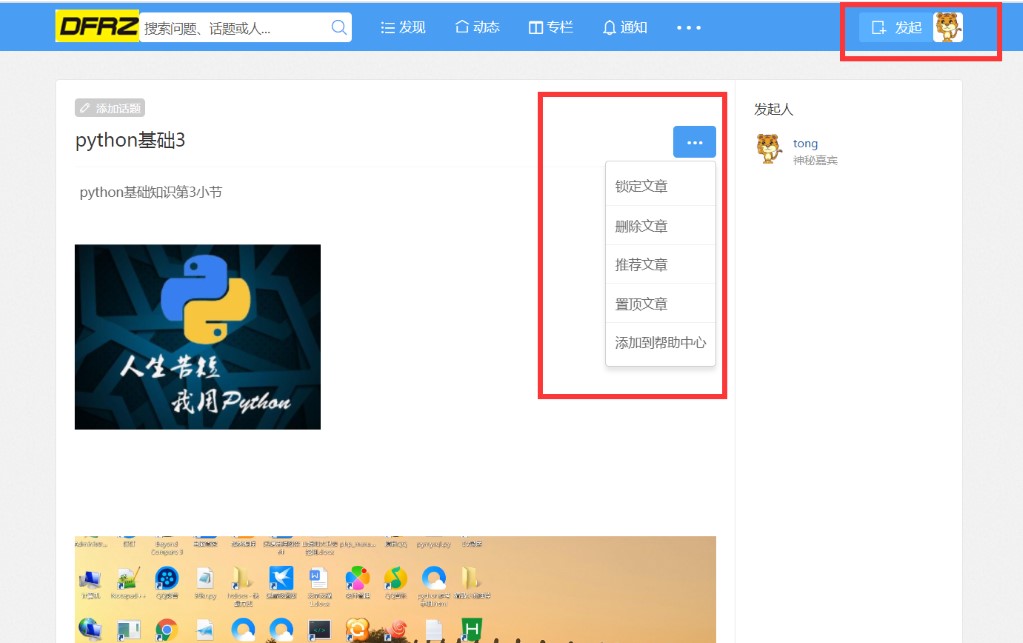 DFRZ
搜索问题、话题或人...
发现
动态
专栏
通知
发起
添加话题
python基础3
发起人
tong
神秘嘉宾
python基础知识第3小节
锁定文章
删除文章
推荐文章
置顶文章
添加到帮助中心
人生苦短
我用Python
Beyond
Notepad++